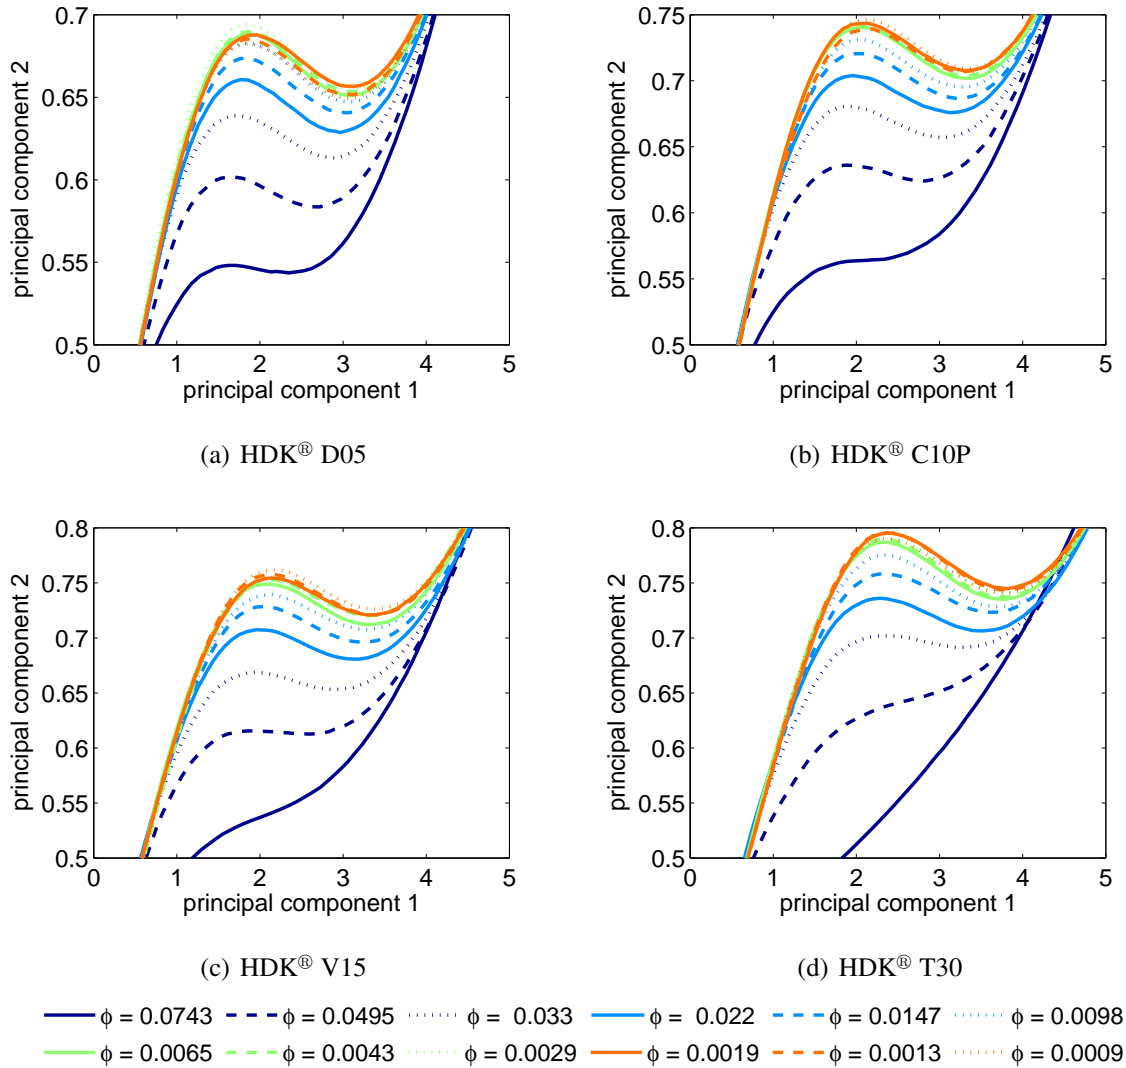 0.7
0.65
0.6
0.55
0.5
0 1 2 3 4 5
principal component 1
principal component 2
(a) HDK® D05
0.75
0.7
0.65
0.6
0.55
0.5
0 1 2 3 4 5
principal component 1
principal component 2
(b) HDK® C10P
0.8
0.75
0.7
0.65
0.6
0.55
0.5
0 1 2 3 4 5
principal component 1
principal component 2
(c) HDK® V15
0.8
0.75
0.7
0.65
0.6
0.55
0.5
0 1 2 3 4 5
principal component 1
principal component 2
(d) HDK® T30
ϕ = 0.0743 ϕ = 0.0495 ϕ = 0.033 ϕ = 0.022 ϕ = 0.0147 ϕ = 0.0098
ϕ = 0.0065 ϕ = 0.0043 ϕ = 0.0029 ϕ = 0.0019 ϕ = 0.0013 ϕ = 0.0009